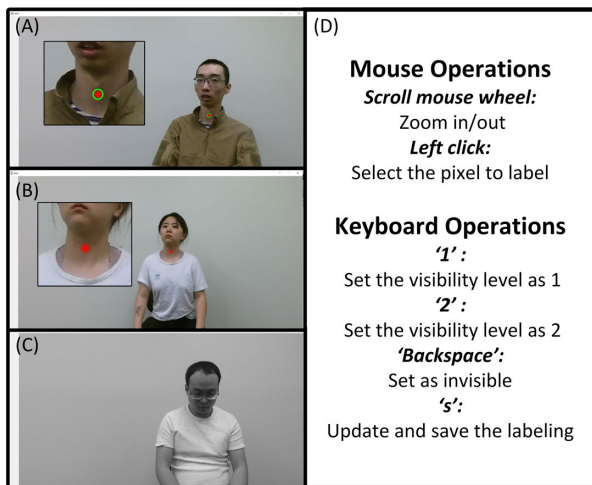 (A)
(B)
(C)
(D)
Mouse Operations
Scroll mouse wheel:
Zoom in/out
Left click:
Select the pixel to label
Keyboard Operations
‘1’ :
Set the visibility level as 1
‘2’ :
Set the visibility level as 2
‘Backspace’:
Set as invisible
‘s’:
Update and save the labeling